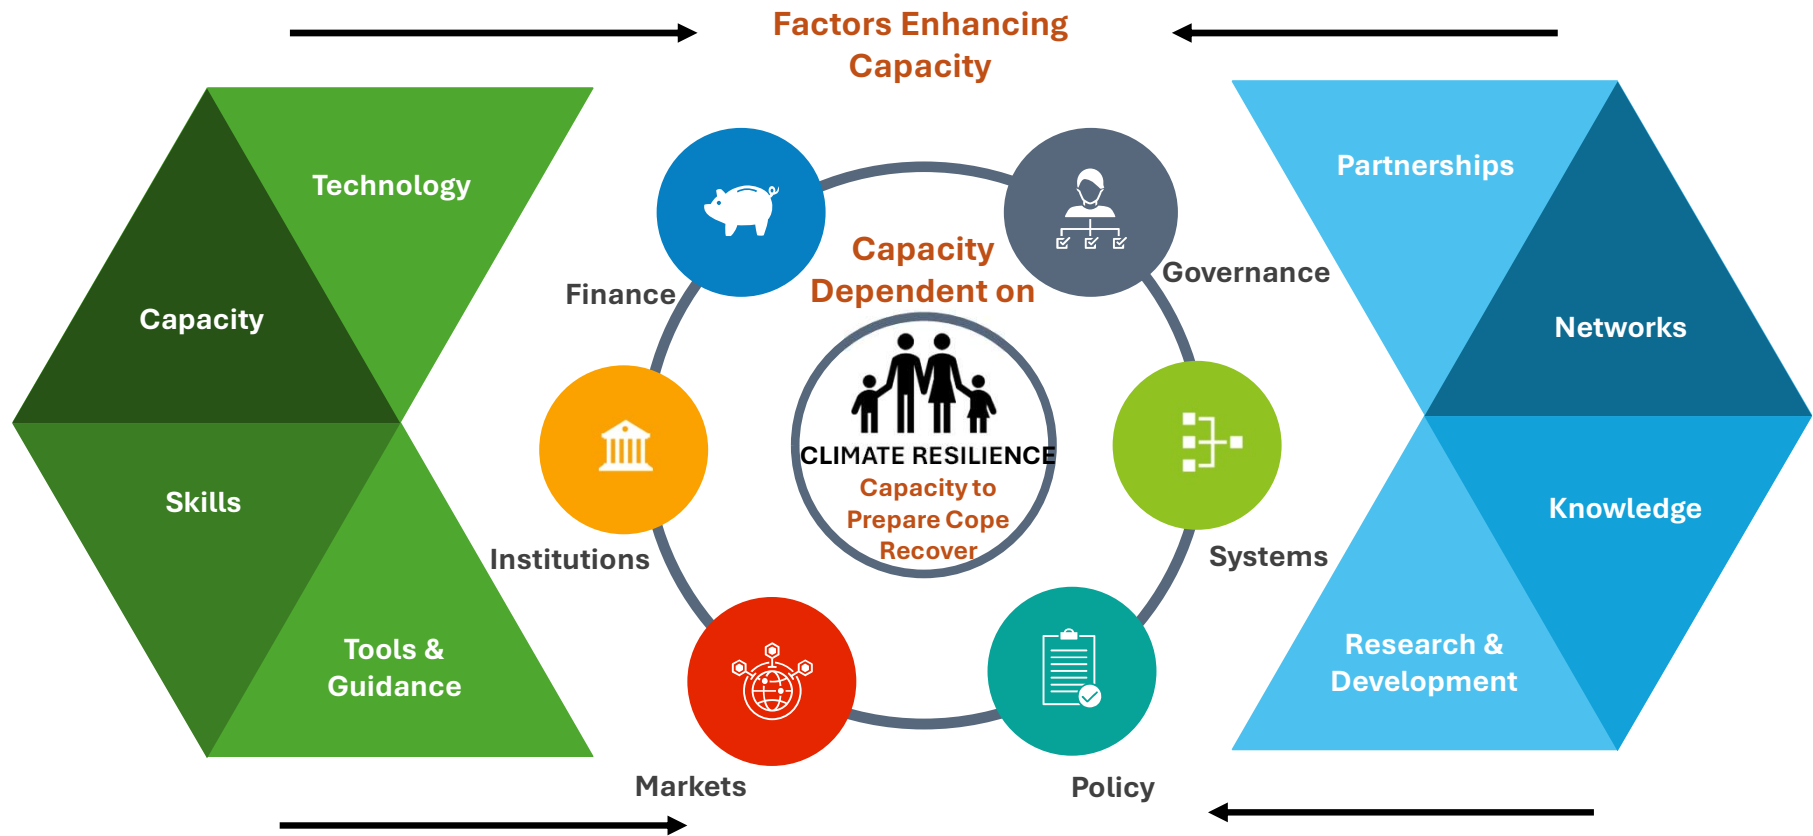 Factors Enhancing
Capacity
Technology
Capacity
Skills
Tools &
Guidance
Finance
Institutions
Markets
Capacity
Dependent on
CLIMATE RESILIENCE
Capacity to
Prepare Cope
Recover
Governance
Systems
Policy
Partnerships
Networks
Knowledge
Research &
Development